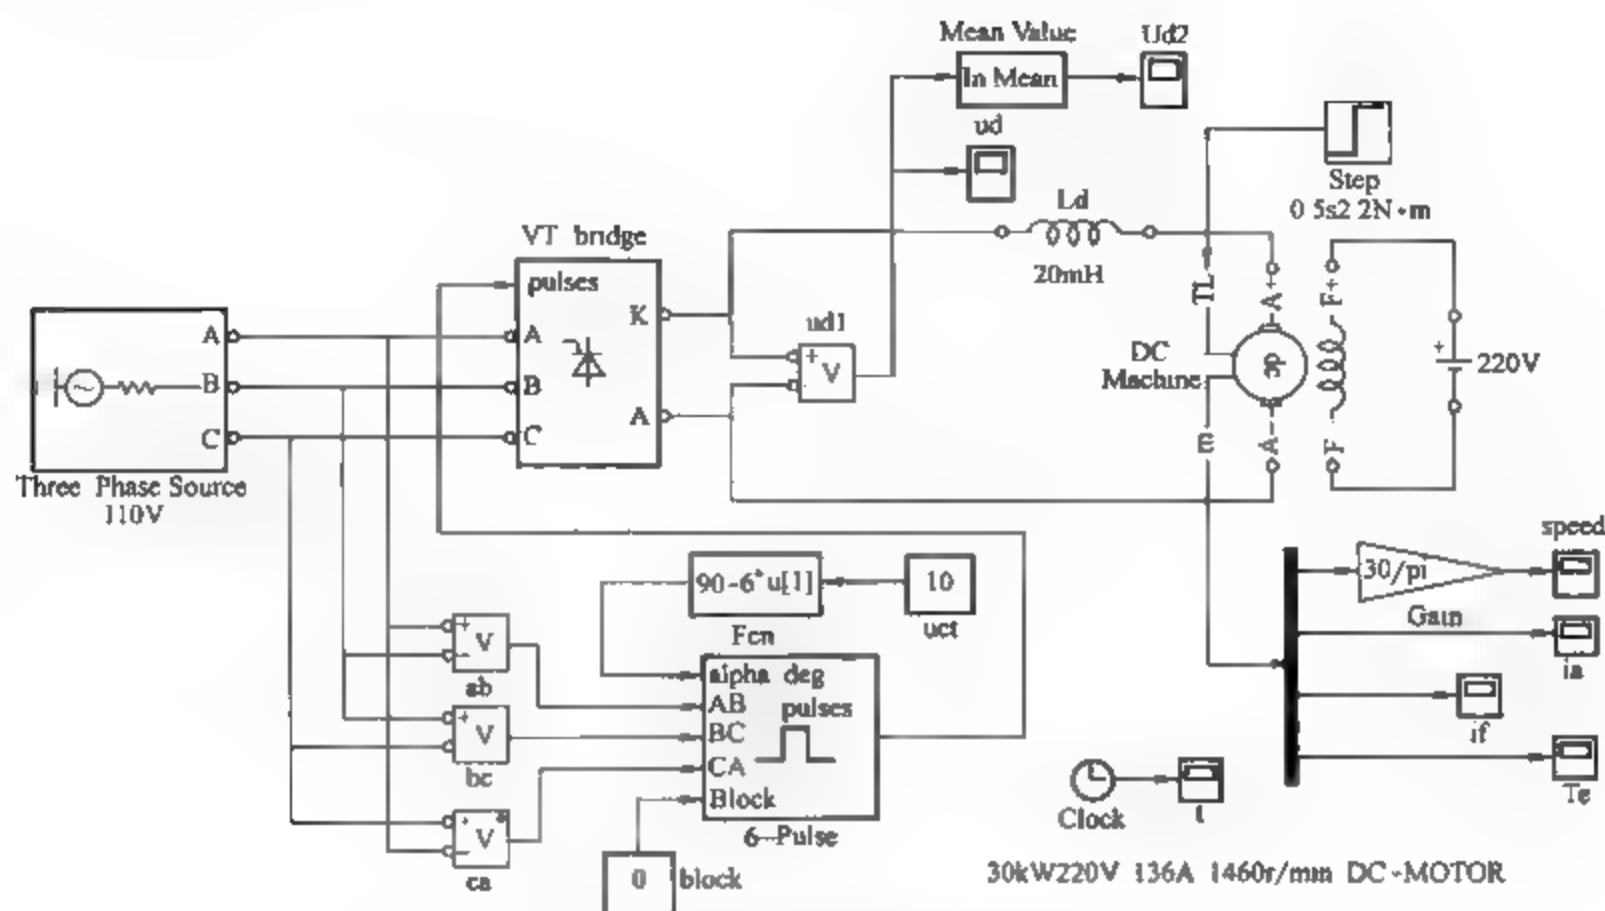 Mean Value
Ud2
In Mean
ud
Step
0 5s2 2N·m
Ld
20mH
VT bridge
pulses
K
A
A
B
C
A
B
C
Three Phase Source
110V
ud1
+
V
TL
A+
F+
DC
Machine
m
A-
F
+
220V
90-6*u[1]
Fcn
10
uct
+
V
-
ab
+
V
-
bc
+
V
-
ca
alpha deg
AB
pulses
BC
CA
Block
6-Pulse
0
block
speed
30/pi
Gain
ia
if
Te
Clock
t
30kW220V 136A 1460r/min DC-MOTOR